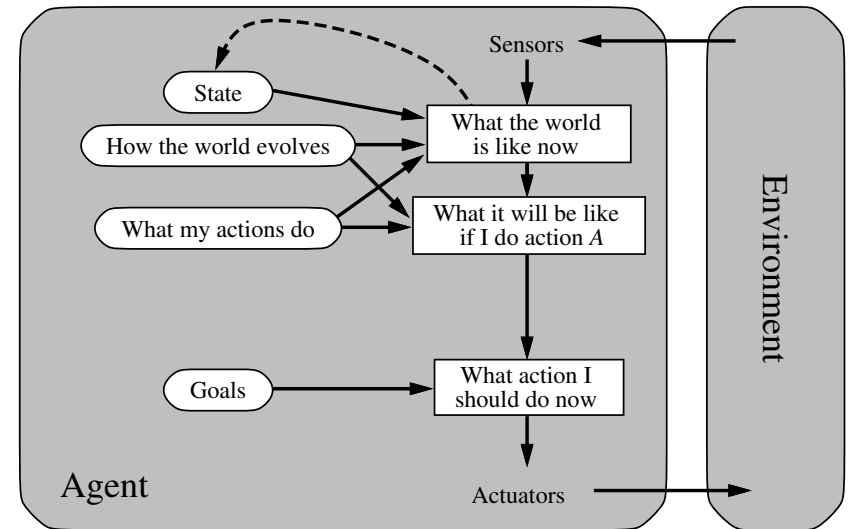 Sensors
State
What the world
is like now
How the world evolves
What it will be like
if I do action A
What my actions do
Environment
What action I
should do now
Goals
Agent
Actuators